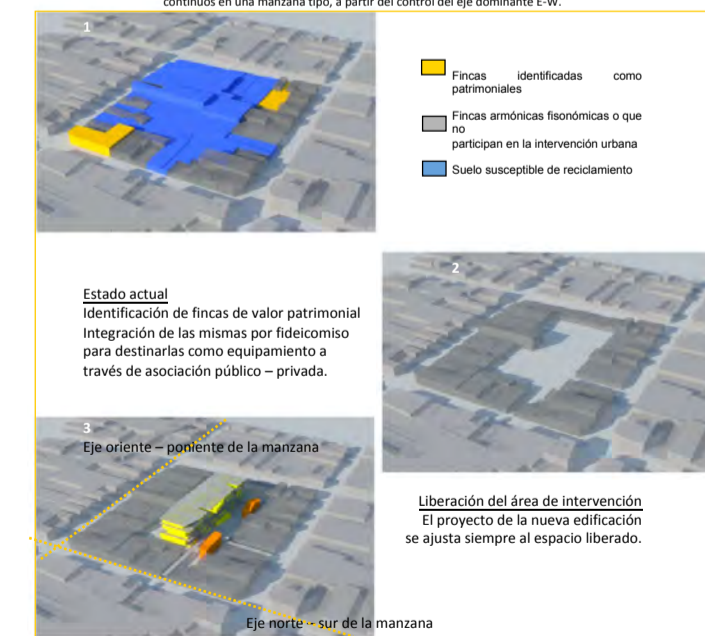 continuos en una manzana tipo, a partir del control del eje dominante E-W.
1
Fincas identificadas como
patrimoniales
Fincas armónicas fisonómicas o que
no
participan en la intervención urbana
Suelo susceptible de reciclamiento
2
Estado actual
Identificación de fincas de valor patrimonial
Integración de las mismas por fideicomiso
para destinarlas como equipamiento a
través de asociación público – privada.
3
Eje oriente – poniente de la manzana
Liberación del área de intervención
El proyecto de la nueva edificación
se ajusta siempre al espacio liberado.
Eje norte – sur de la manzana